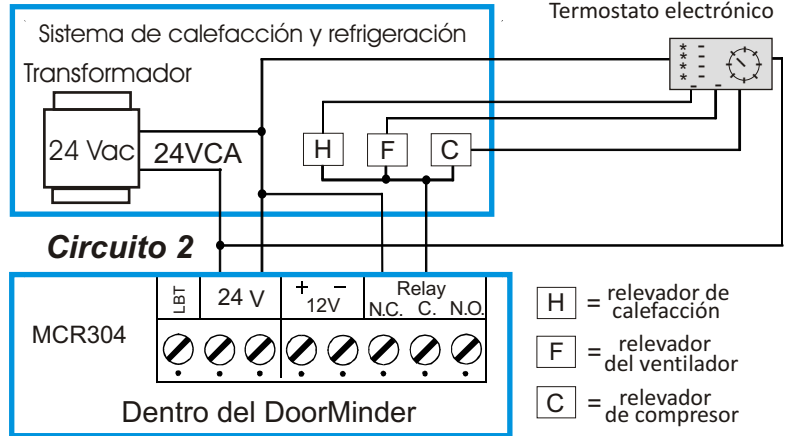 Termostato electrónico
Sistema de calefacción y refrigeración
Transformador
* -
* -
* -
* -
- -
24 Vac
24VCA
H
F
C
Circuito 2
LBT
24 V
+ -
12V
Relay
N.C. C. N.O.
MCR304
Dentro del DoorMinder
H = relevador de
calefacción
F = relevador
del ventilador
C = relevador
de compresor